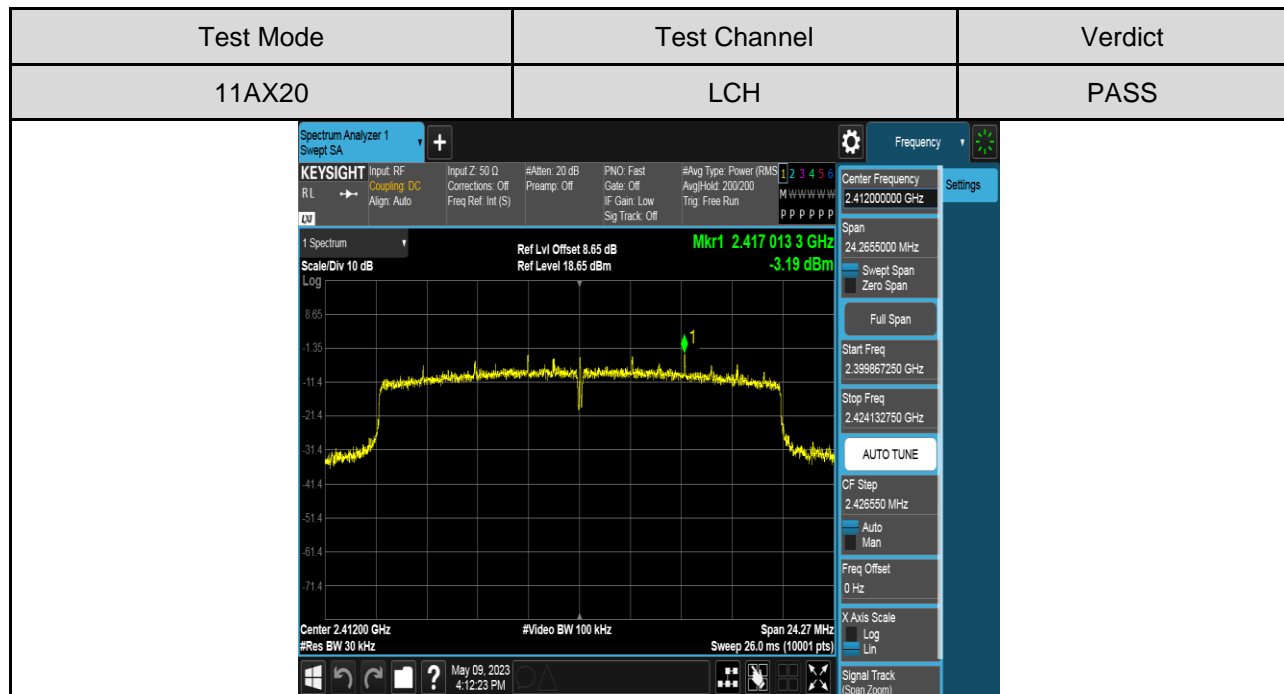 Test Mode Test Channel Verdict
11AX20 LCH PASS
Spectrum Analyzer 1
Swept SA
+
Frequency
KEYSIGHT Input: RF Input Z: 50 Ω #Atten: 20 dB PNO: Fast #Avg Type: Power (RMS 1 2 3 4 5 6
RL Coupling: DC Corrections: Off Preamp: Off Gate: Off Avg|Hold: 200/200 M W W W W W
Align: Auto Freq Ref: Int (S) IF Gain: Low Trig: Free Run
LXI Sig Track: Off P P P P P P
1 Spectrum Ref Lvl Offset 8.65 dB Mkr1 2.417 013 3 GHz
Scale/Div 10 dB Ref Level 18.65 dBm -3.19 dBm
Log
8.65
1
-1.35
-11.4
-21.4
-31.4
-41.4
-51.4
-61.4
-71.4
Center 2.41200 GHz #Video BW 100 kHz Span 24.27 MHz
#Res BW 30 kHz Sweep 26.0 ms (10001 pts)
? May 09, 2023
4:12:23 PM
Center Frequency
2.412000000 GHz
Settings
Span
24.2655000 MHz
Swept Span
Zero Span
Full Span
Start Freq
2.399867250 GHz
Stop Freq
2.424132750 GHz
AUTO TUNE
CF Step
2.426550 MHz
Auto
Man
Freq Offset
0 Hz
X Axis Scale
Log
Lin
Signal Track
(Span Zoom)